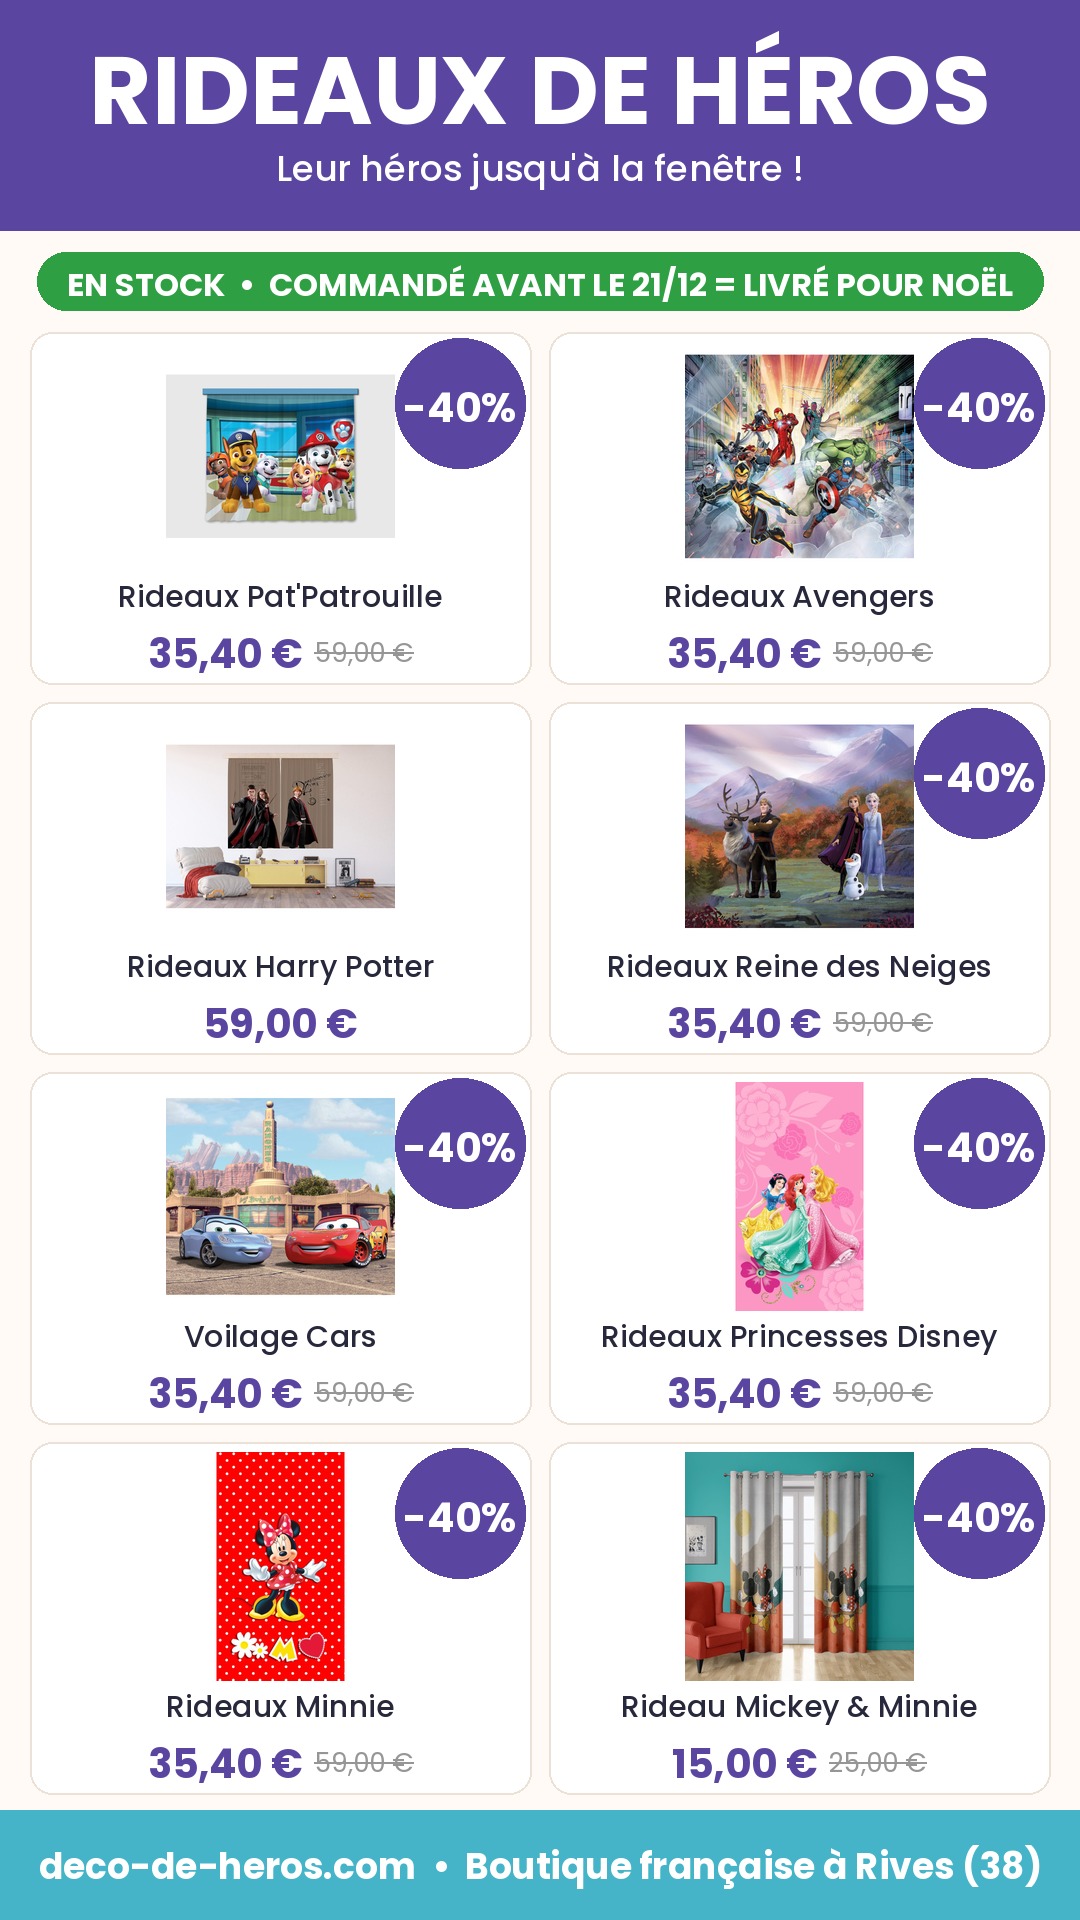 RIDEAUX DE HÉROS
Leur héros jusqu'à la fenêtre !
EN STOCK • COMMANDÉ AVANT LE 21/12 = LIVRÉ POUR NOËL
-40%
Rideaux Pat'Patrouille
35,40 € 59,00 €
-40%
Rideaux Avengers
35,40 € 59,00 €
Rideaux Harry Potter
59,00 €
-40%
Rideaux Reine des Neiges
35,40 € 59,00 €
-40%
Voilage Cars
35,40 € 59,00 €
-40%
Rideaux Princesses Disney
35,40 € 59,00 €
-40%
M
Rideaux Minnie
35,40 € 59,00 €
-40%
Rideau Mickey & Minnie
15,00 € 25,00 €
deco-de-heros.com • Boutique française à Rives (38)